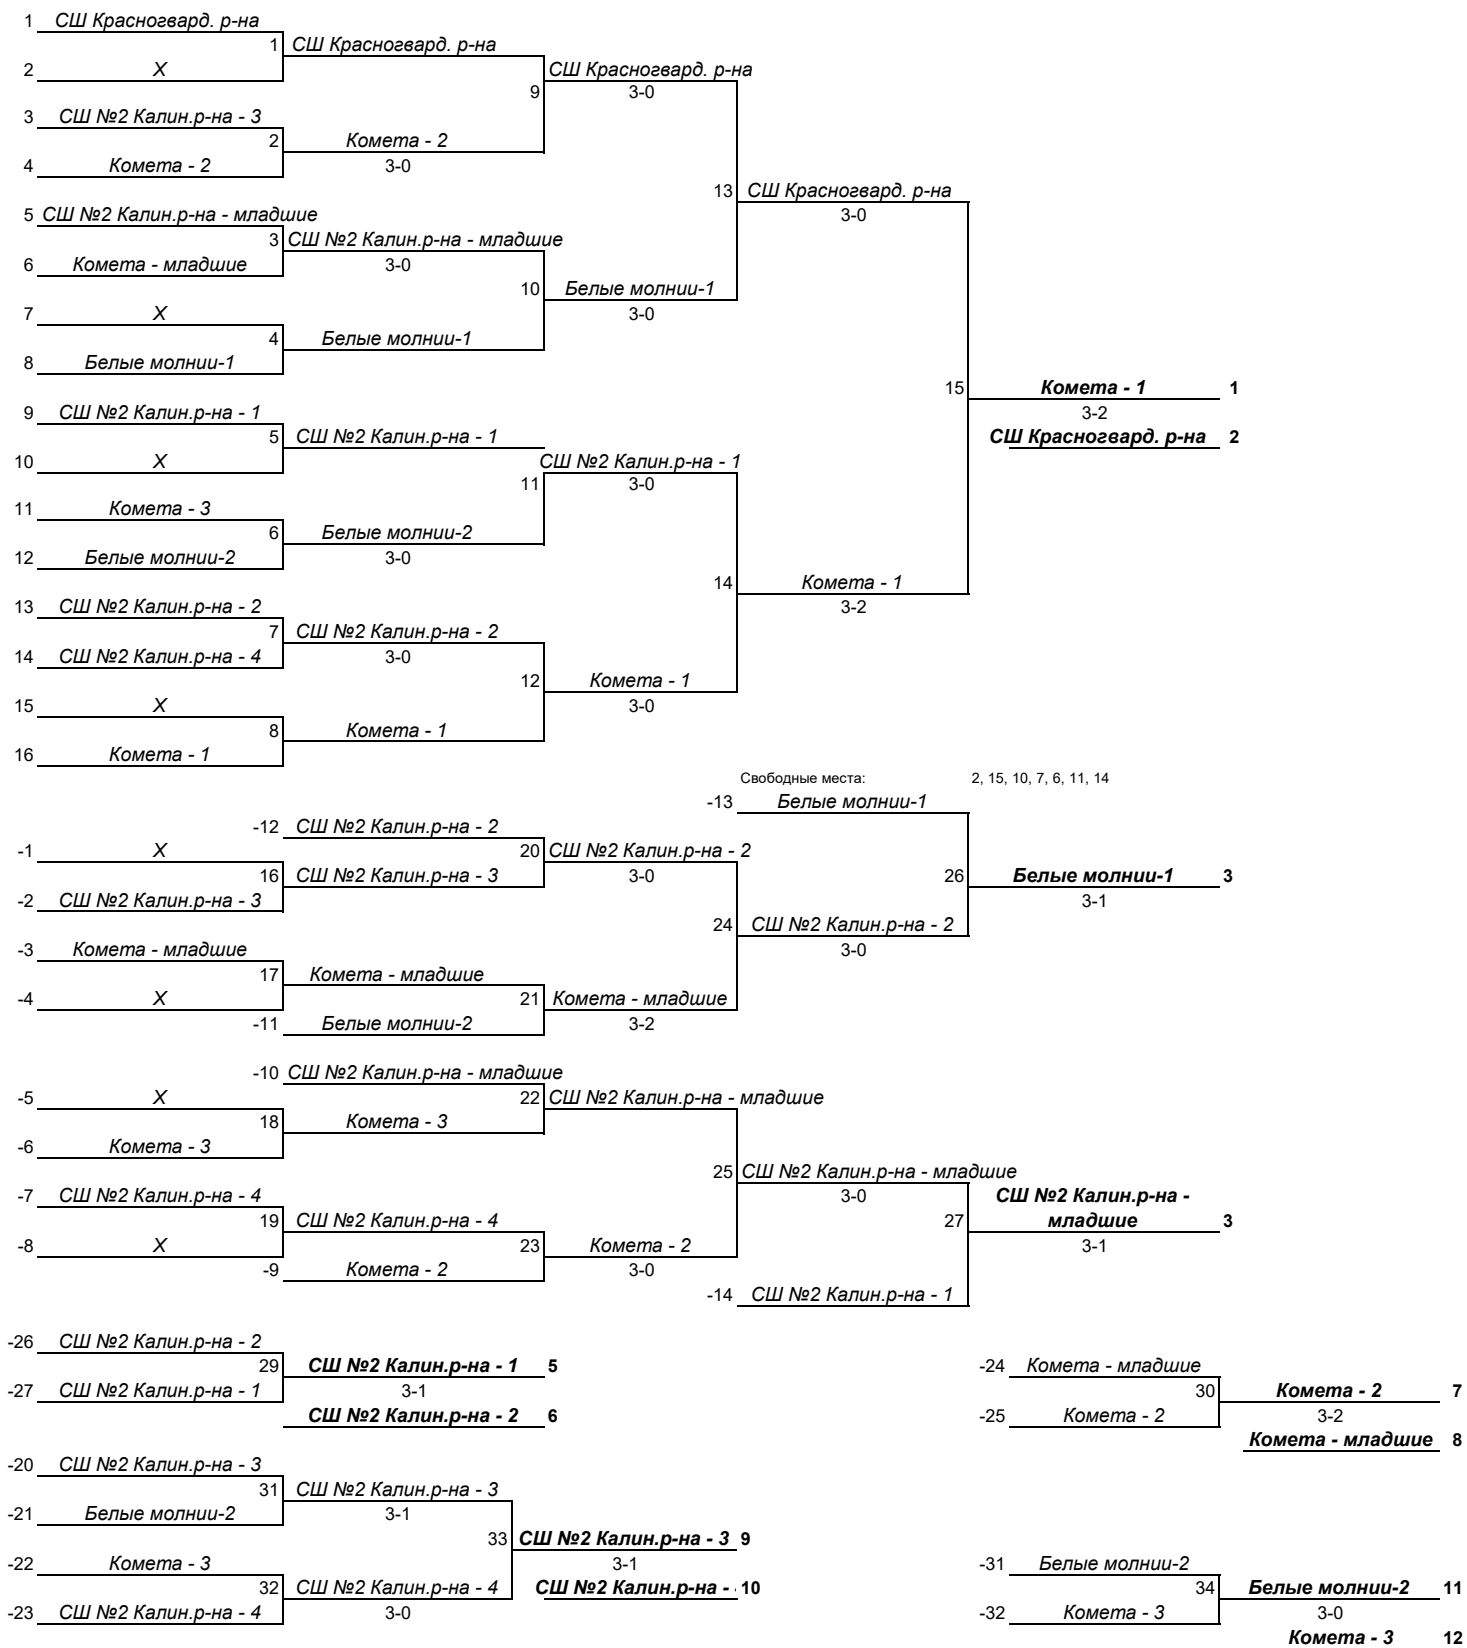 1 СШ Красногвард. р-на
1 СШ Красногвард. р-на
2 X СШ Красногвард. р-на
9 3-0
3 СШ №2 Калин.р-на - 3
2 Комета - 2
4 Комета - 2 3-0
13 СШ Красногвард. р-на
5 СШ №2 Калин.р-на - младшие 3-0
3 СШ №2 Калин.р-на - младшие
6 Комета - младшие 3-0
10 Белые молнии-1
7 X 3-0
4 Белые молнии-1
8 Белые молнии-1
15 Комета - 1 1
9 СШ №2 Калин.р-на - 1 3-2
5 СШ №2 Калин.р-на - 1 СШ Красногвард. р-на 2
10 X СШ №2 Калин.р-на - 1
11 3-0
11 Комета - 3
6 Белые молнии-2
12 Белые молнии-2 3-0
14 Комета - 1
13 СШ №2 Калин.р-на - 2 3-2
7 СШ №2 Калин.р-на - 2
14 СШ №2 Калин.р-на - 4 3-0
12 Комета - 1
15 X 3-0
8 Комета - 1
16 Комета - 1
Свободные места: 2, 15, 10, 7, 6, 11, 14
-13 Белые молнии-1
-12 СШ №2 Калин.р-на - 2
-1 X 20 СШ №2 Калин.р-на - 2
16 СШ №2 Калин.р-на - 3 3-0 26 Белые молнии-1 3
-2 СШ №2 Калин.р-на - 3 3-1
24 СШ №2 Калин.р-на - 2
-3 Комета - младшие 3-0
17 Комета - младшие
-4 X 21 Комета - младшие
-11 Белые молнии-2 3-2
-10 СШ №2 Калин.р-на - младшие
-5 X 22 СШ №2 Калин.р-на - младшие
18 Комета - 3
-6 Комета - 3
25 СШ №2 Калин.р-на - младшие
-7 СШ №2 Калин.р-на - 4 3-0 СШ №2 Калин.р-на -
19 СШ №2 Калин.р-на - 4 27 младшие 3
-8 X 23 Комета - 2 3-1
-9 Комета - 2 3-0
-14 СШ №2 Калин.р-на - 1
-26 СШ №2 Калин.р-на - 2
29 СШ №2 Калин.р-на - 1 5 -24 Комета - младшие
-27 СШ №2 Калин.р-на - 1 3-1 30 Комета - 2 7
СШ №2 Калин.р-на - 2 6 -25 Комета - 2 3-2
Комета - младшие 8
-20 СШ №2 Калин.р-на - 3
31 СШ №2 Калин.р-на - 3
-21 Белые молнии-2 3-1
33 СШ №2 Калин.р-на - 3 9
-22 Комета - 3 3-1 -31 Белые молнии-2
32 СШ №2 Калин.р-на - 4 СШ №2 Калин.р-на - 10 34 Белые молнии-2 11
-23 СШ №2 Калин.р-на - 4 3-0 -32 Комета - 3 3-0
Комета - 3 12